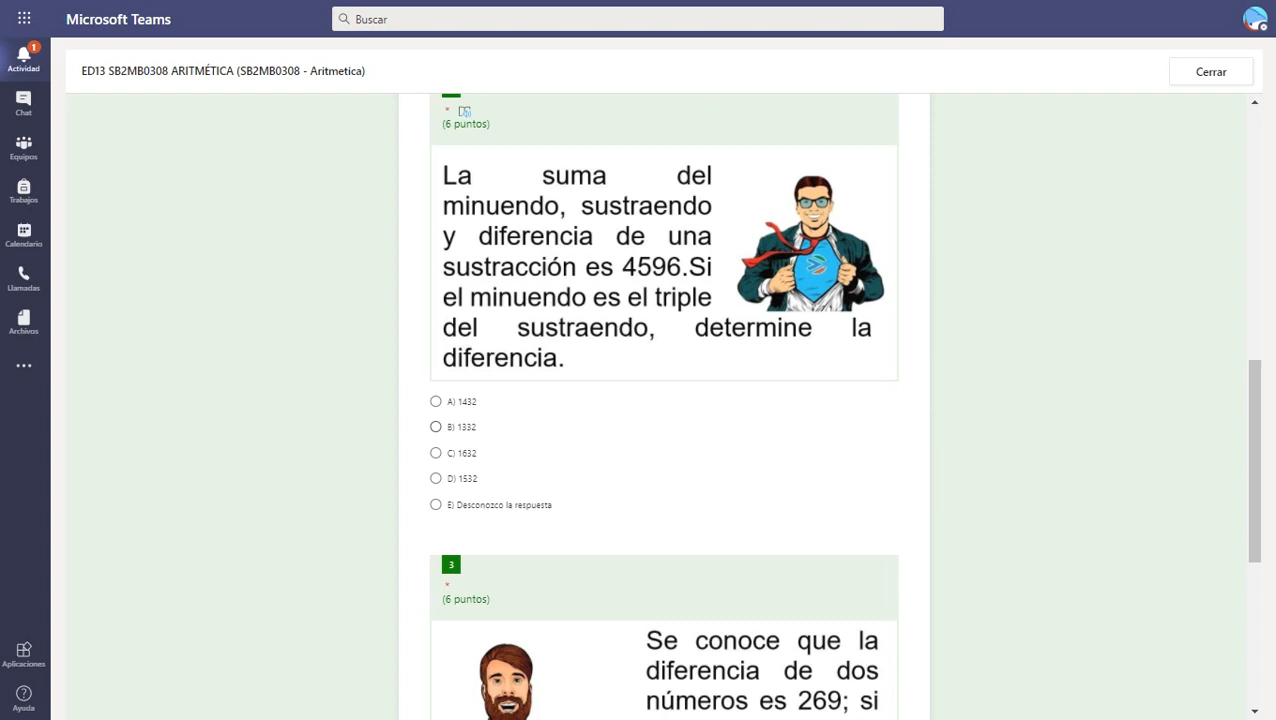 Microsoft Teams
Buscar
1
Actividad
Chat
Equipos
Trabajos
Calendario
Llamadas
Archivos
Aplicaciones
Ayuda
ED13 SB2MB0308 ARITMÉTICA (SB2MB0308 - Aritmetica)
Cerrar
*
(6 puntos)
La suma del
minuendo, sustraendo
y diferencia de una
sustracción es 4596.Si
el minuendo es el triple
del sustraendo, determine la
diferencia.
A) 1432
B) 1332
C) 1632
D) 1532
E) Desconozco la respuesta
3
*
(6 puntos)
Se conoce que la
diferencia de dos
números es 269; si